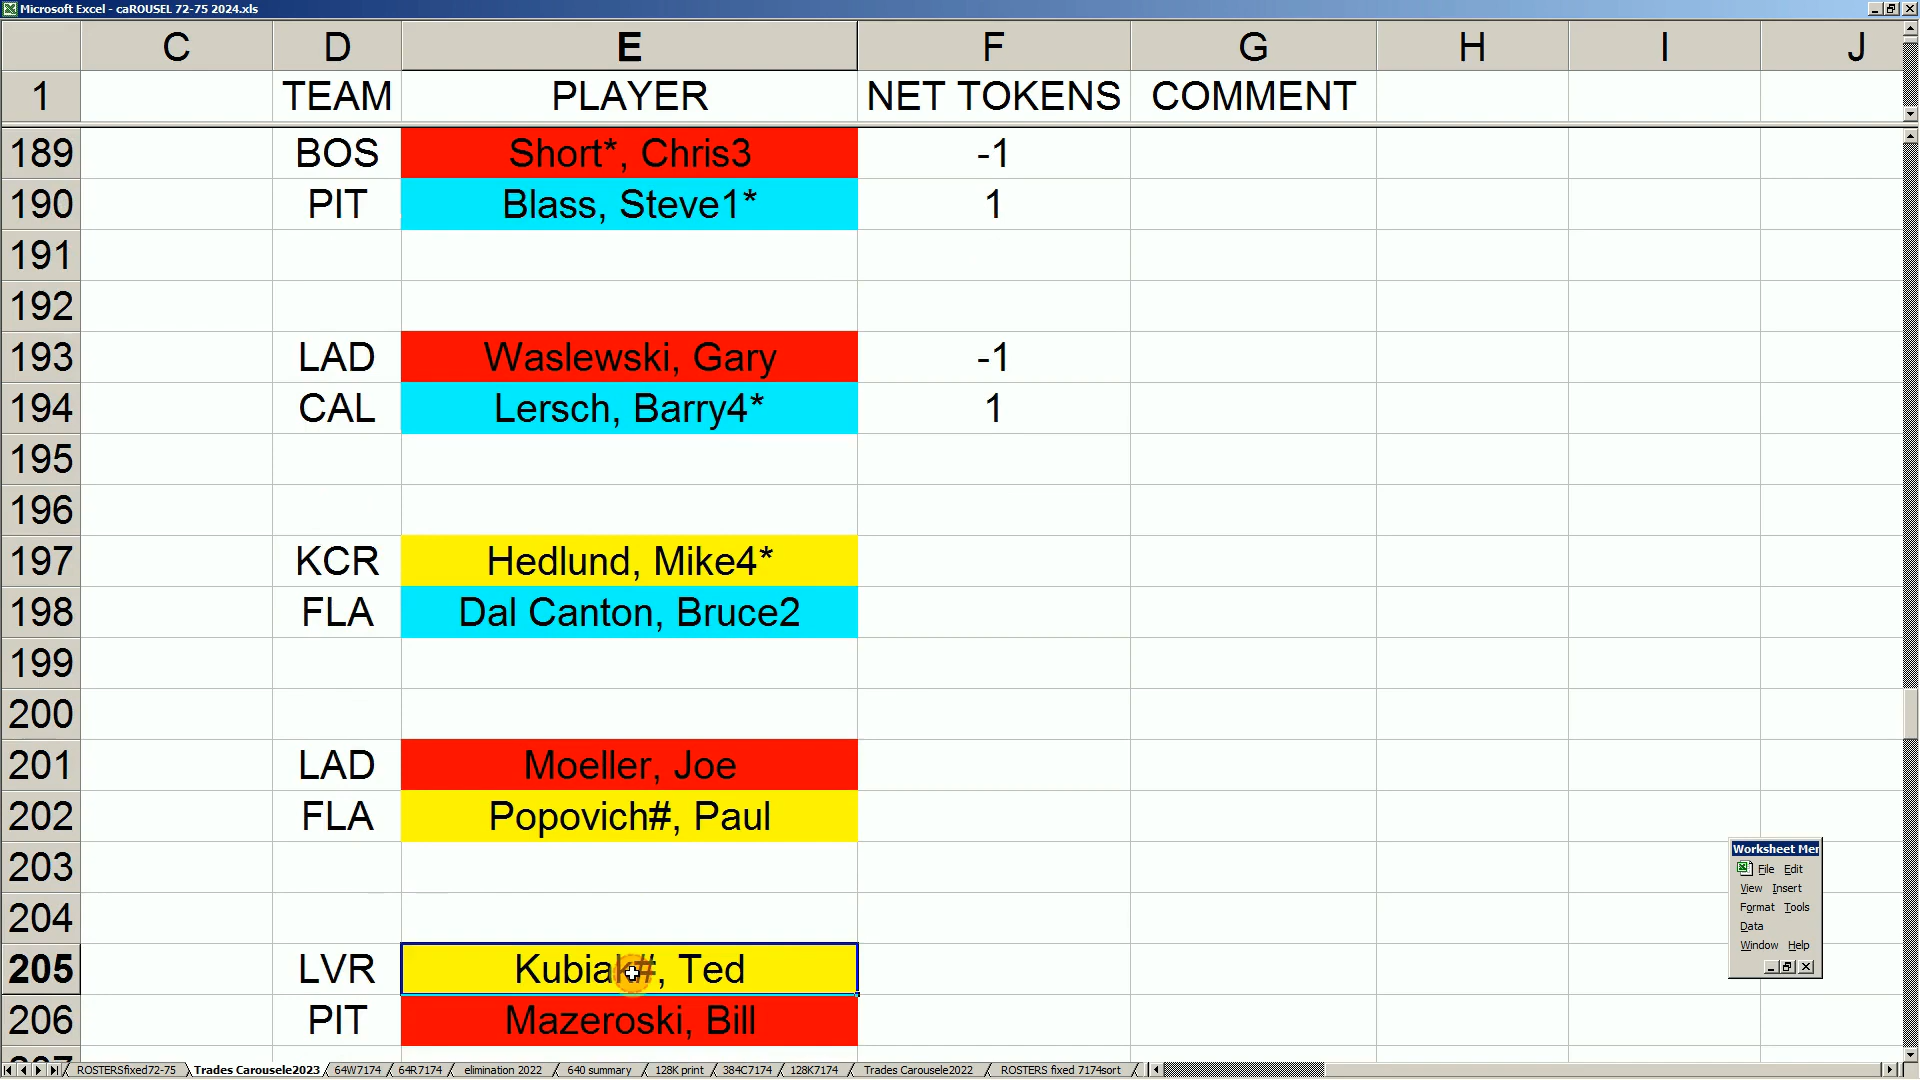 Microsoft Excel - caROUSEL 72-75 2024.xls
C D E F G H I J
1 TEAM PLAYER NET TOKENS COMMENT
189 BOS Short*, Chris3 -1
190 PIT Blass, Steve1* 1
191
192
193 LAD Waslewski, Gary -1
194 CAL Lersch, Barry4* 1
195
196
197 KCR Hedlund, Mike4*
198 FLA Dal Canton, Bruce2
199
200
201 LAD Moeller, Joe
202 FLA Popovich#, Paul
203
204
205 LVR Kubiak#, Ted
206 PIT Mazeroski, Bill
Worksheet Mer
File Edit
View Insert
Format Tools
Data
Window Help
ROSTERSfixed72-75 Trades Carousele2023 64W7174 64R7174 elimination 2022 640 summary 128K print 384C7174 128K7174 Trades Carousele2022 ROSTERS fixed 7174sort